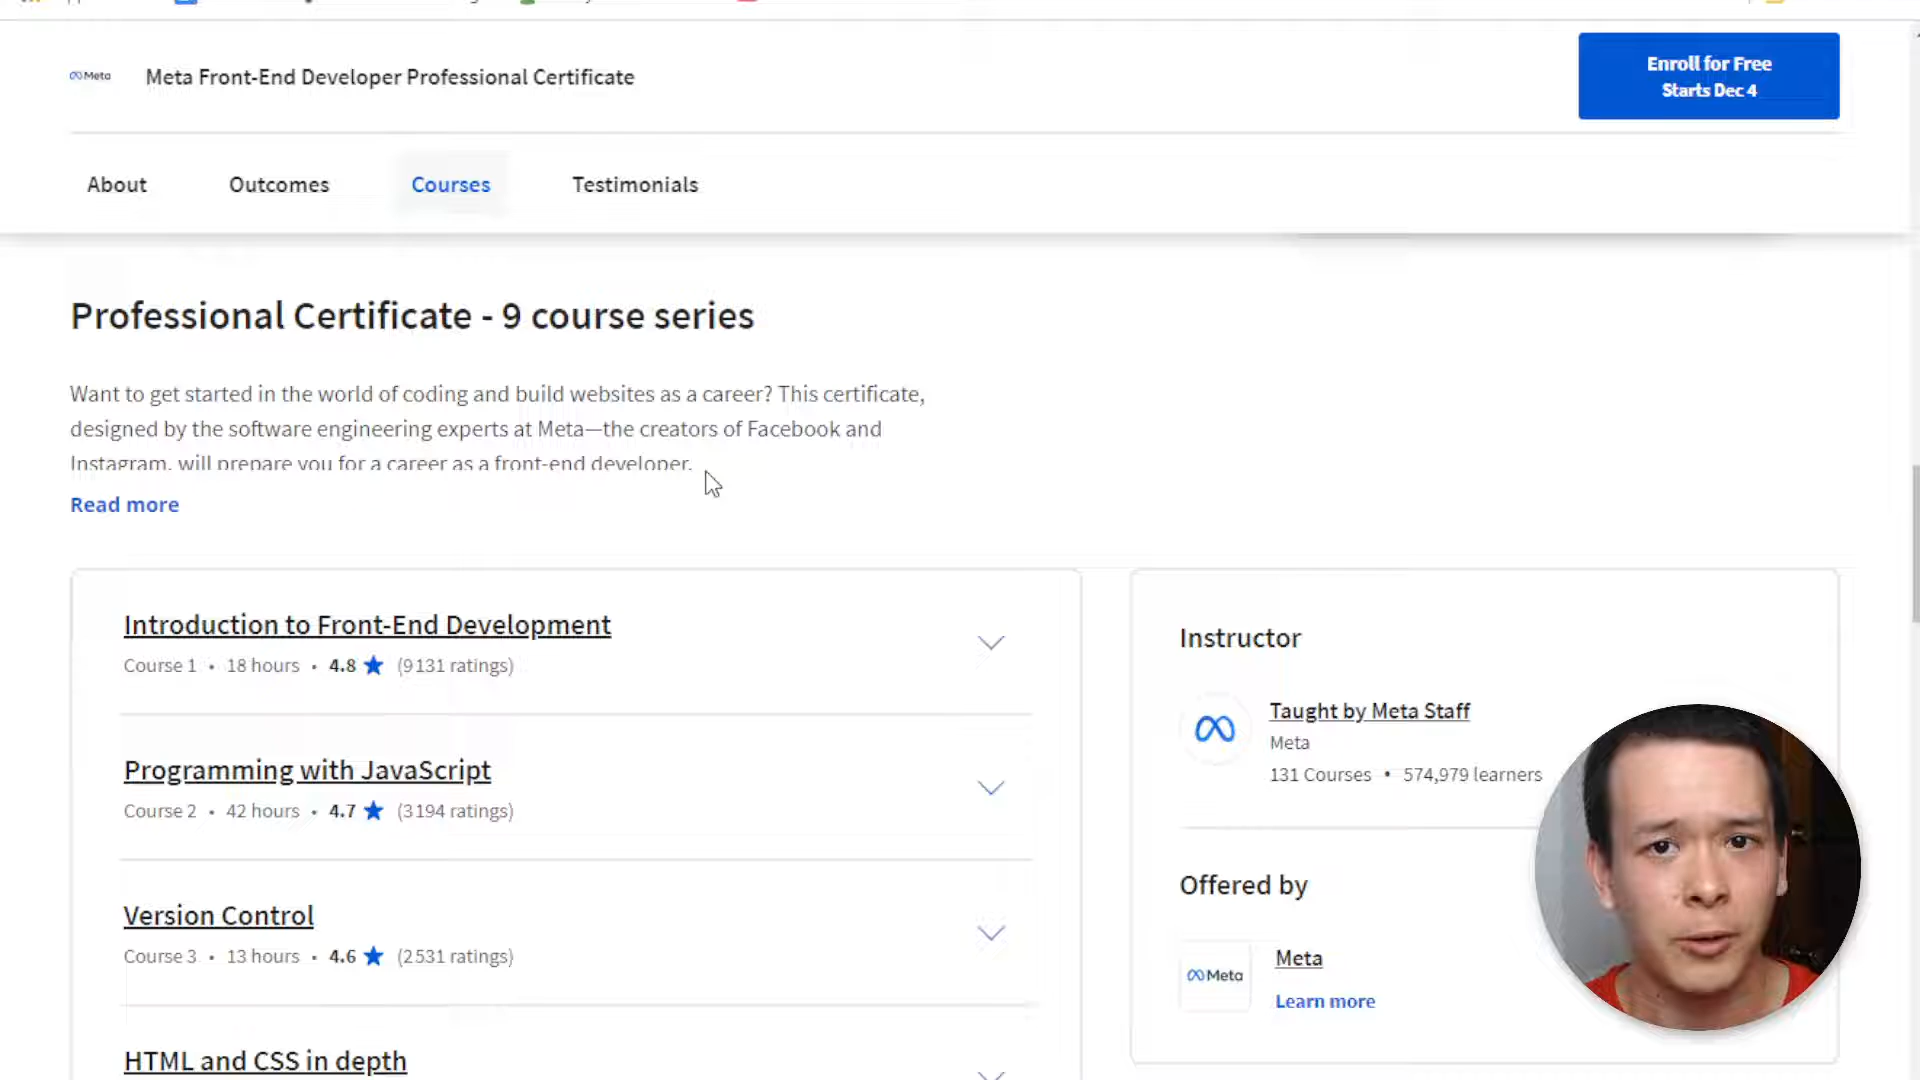 Meta
Meta Front-End Developer Professional Certificate
Enroll for Free
Starts Dec 4
About
Outcomes
Courses
Testimonials
Professional Certificate - 9 course series
Want to get started in the world of coding and build websites as a career? This certificate,
designed by the software engineering experts at Meta—the creators of Facebook and
Instagram, will prepare you for a career as a front-end developer.
Read more
Introduction to Front-End Development
Course 1 • 18 hours • 4.8 ★ (9131 ratings)
Programming with JavaScript
Course 2 • 42 hours • 4.7 ★ (3194 ratings)
Version Control
Course 3 • 13 hours • 4.6 ★ (2531 ratings)
HTML and CSS in depth
Instructor
Taught by Meta Staff
Meta
131 Courses • 574,979 learners
Offered by
Meta
Meta
Learn more